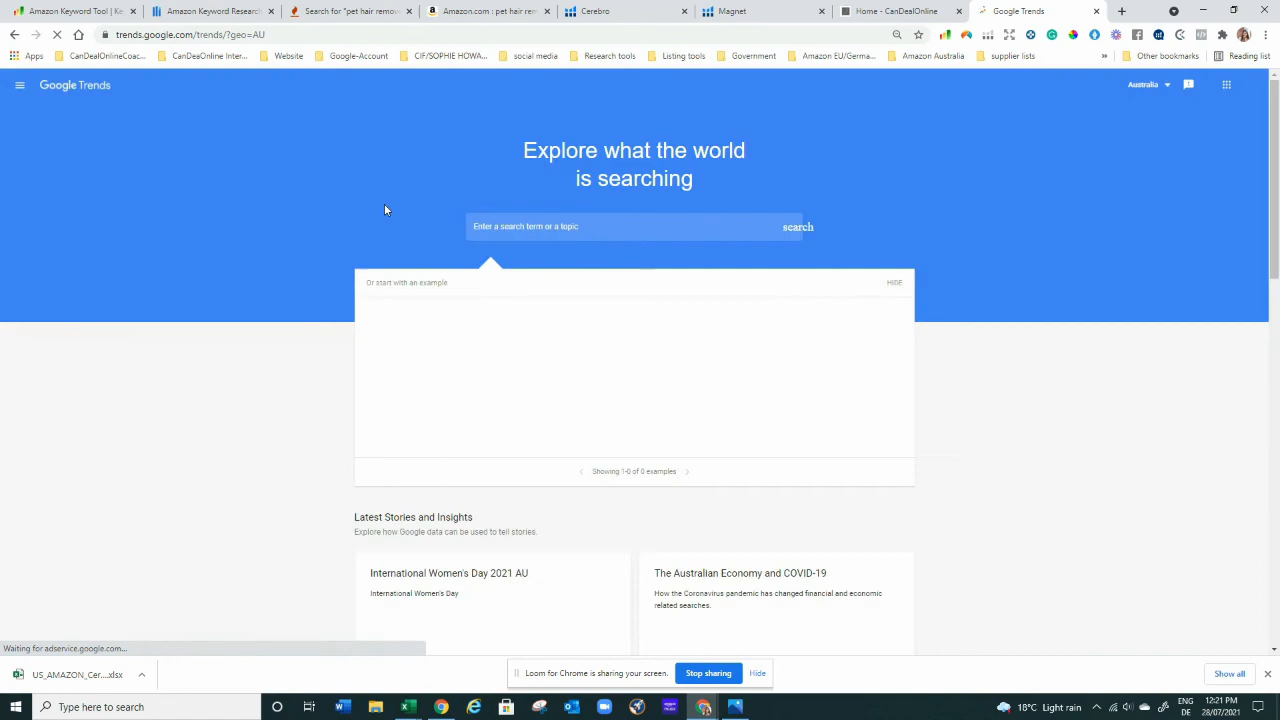 Amazon Keyword Tool | Ke
Amazon Keyword Research
Search for "pet hair remov
Amazon.com : pet hair rem
Cerebro
Magnet
Home - CanDealOnline
Google Trends
trends.google.com/trends/?geo=AU
Apps
CanDealOnlineCoac...
CanDealOnline Inter...
Website
Google-Account
CIF/SOPHIE HOWA...
social media
Research tools
Listing tools
Government
Amazon EU/Germa...
Amazon Australia
supplier lists
»
Other bookmarks
Reading list
Google Trends
Australia
Explore what the world
is searching
Enter a search term or a topic
search
Or start with an example
HIDE
Showing 1-0 of 0 examples
Latest Stories and Insights
Explore how Google data can be used to tell stories.
International Women's Day 2021 AU
International Women's Day
The Australian Economy and COVID-19
How the Coronavirus pandemic has changed financial and economic
related searches.
Waiting for adservice.google.com...
US_AMAZON_Cer....xlsx
Loom for Chrome is sharing your screen.
Stop sharing
Hide
Show all
Type here to search
18°C Light rain
ENG
DE
12:21 PM
28/07/2021